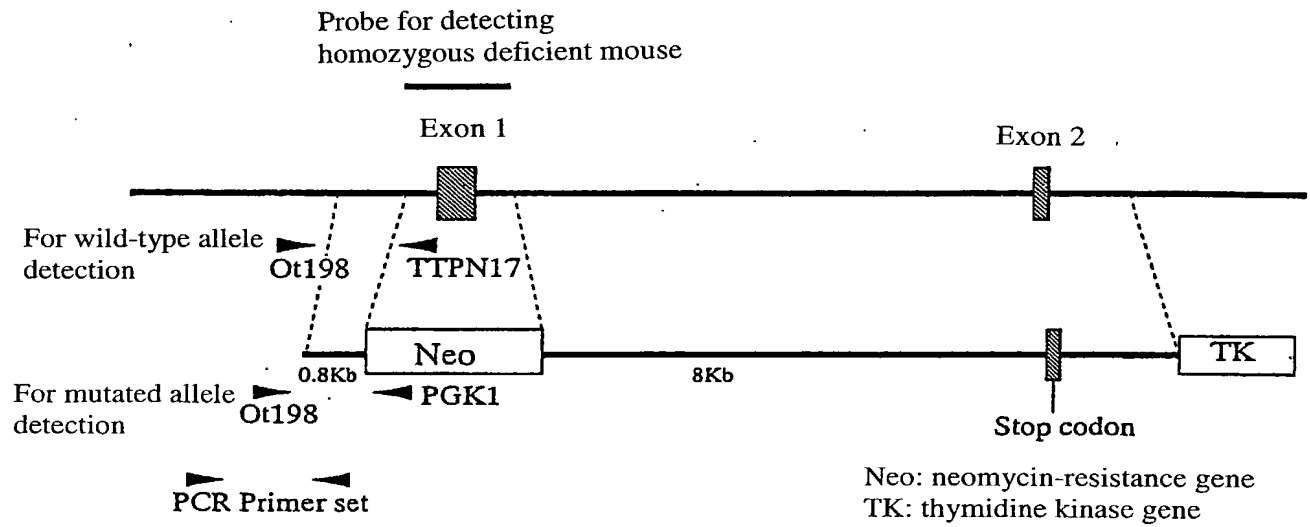 Probe for detecting
homozygous deficient mouse
Exon 1
Exon 2
For wild-type allele
detection
Ot198
TTPN17
Neo
TK
0.8Kb
8Kb
For mutated allele
detection
Ot198
PGK1
Stop codon
PCR Primer set
Neo: neomycin-resistance gene
TK: thymidine kinase gene